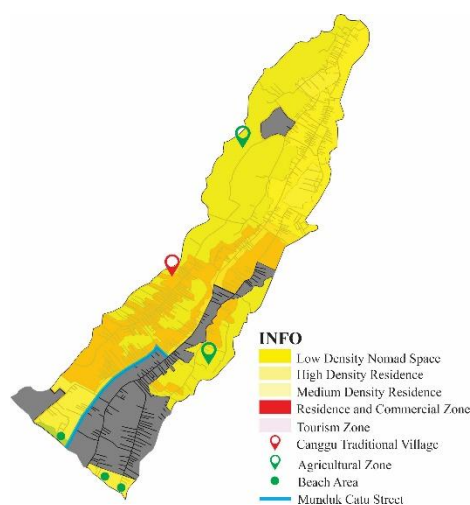 INFO
Low Density Nomad Space
High Density Residence
Medium Density Residence
Residence and Commercial Zone
Tourism Zone
Canggu Traditional Village
Agricultural Zone
Beach Area
Munduk Catu Street